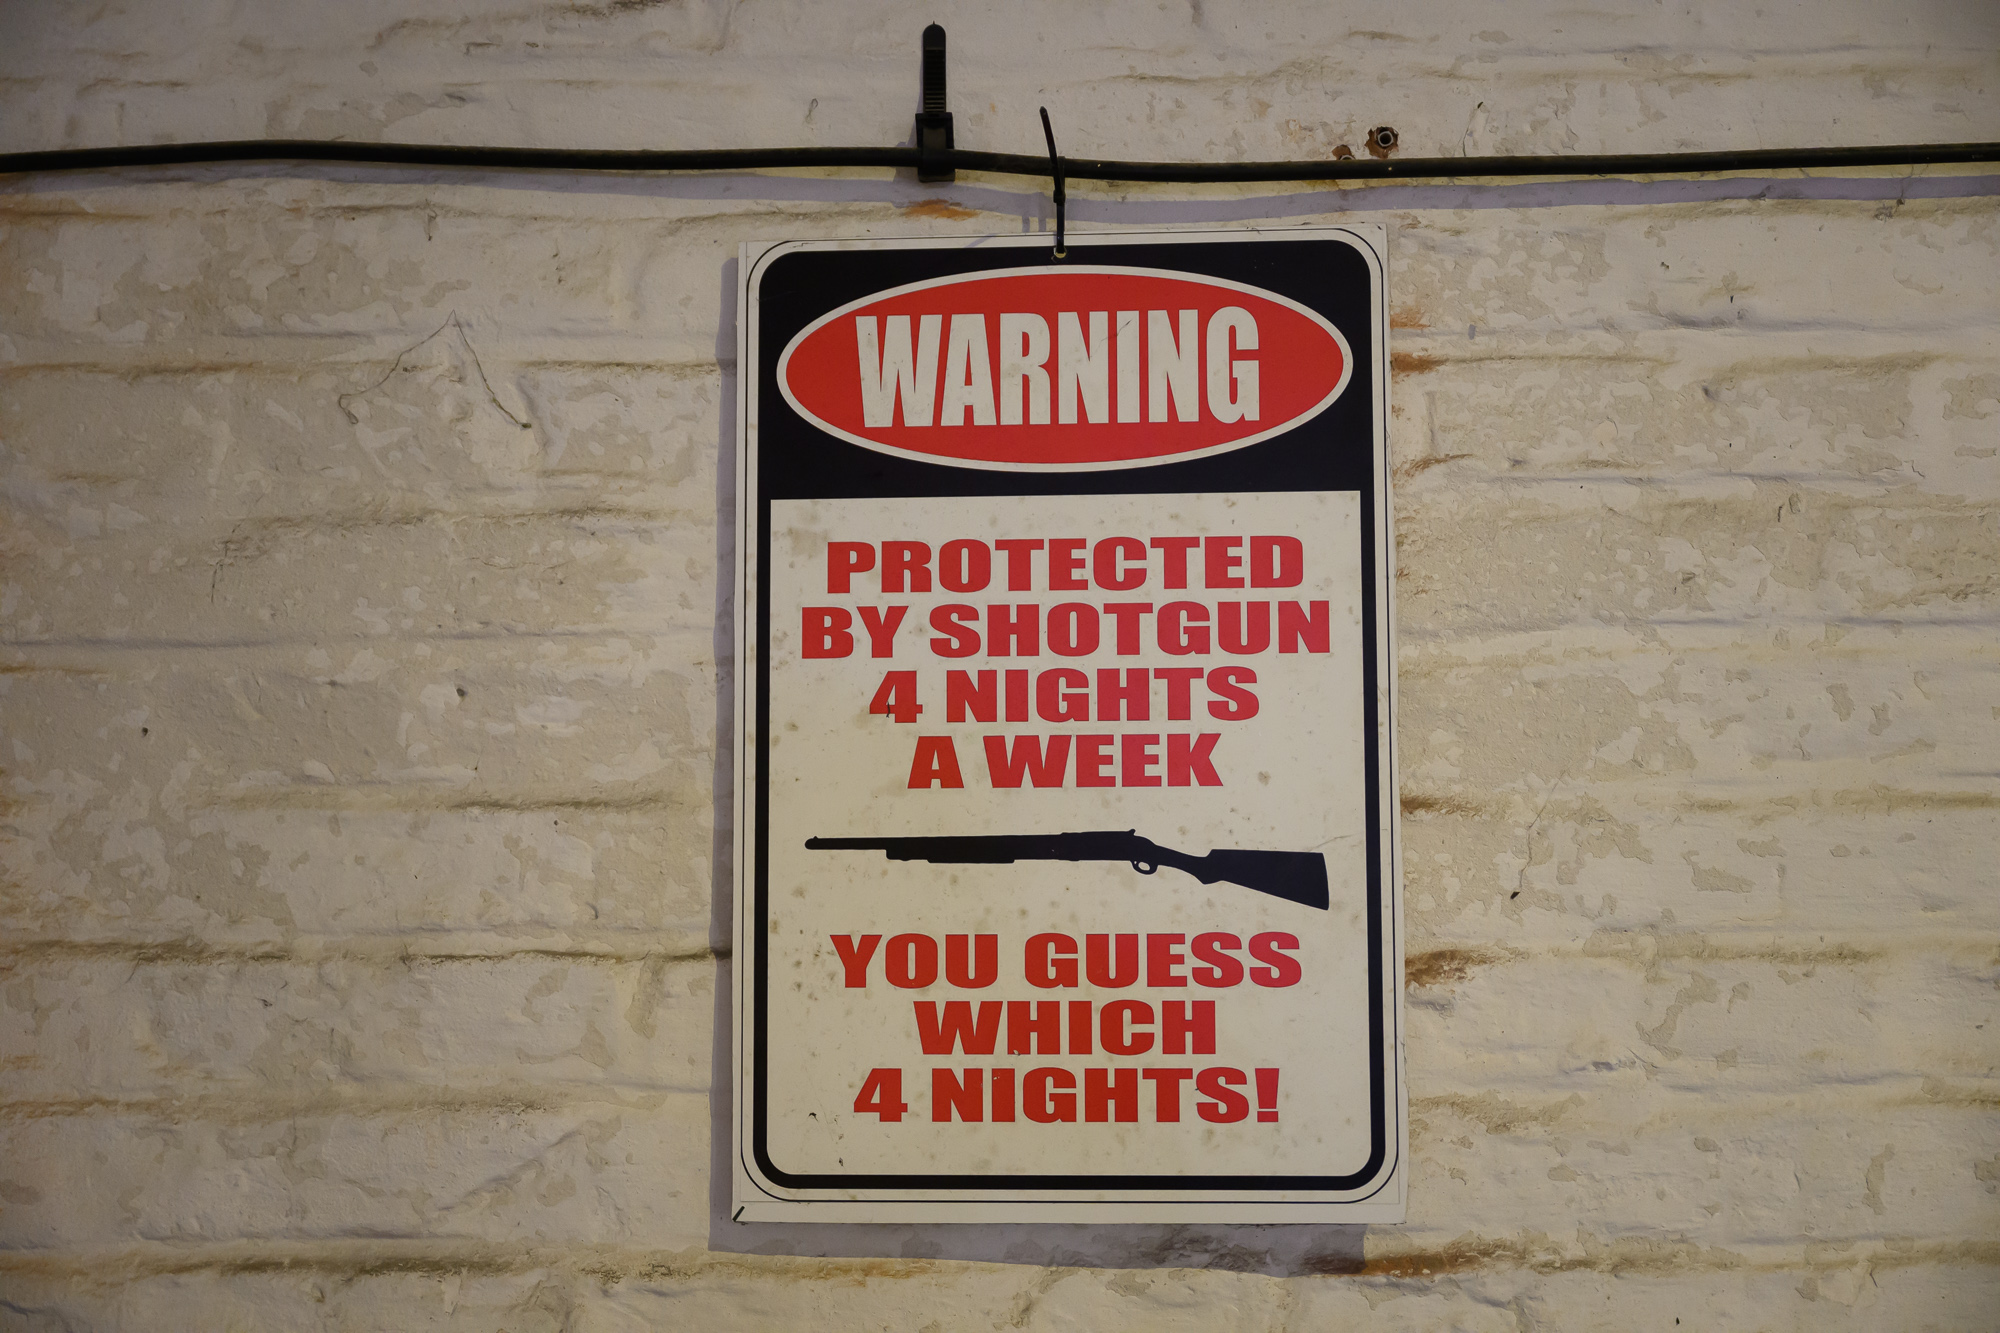 WARNING
PROTECTED
BY SHOTGUN
4 NIGHTS
A WEEK
YOU GUESS
WHICH
4 NIGHTS!